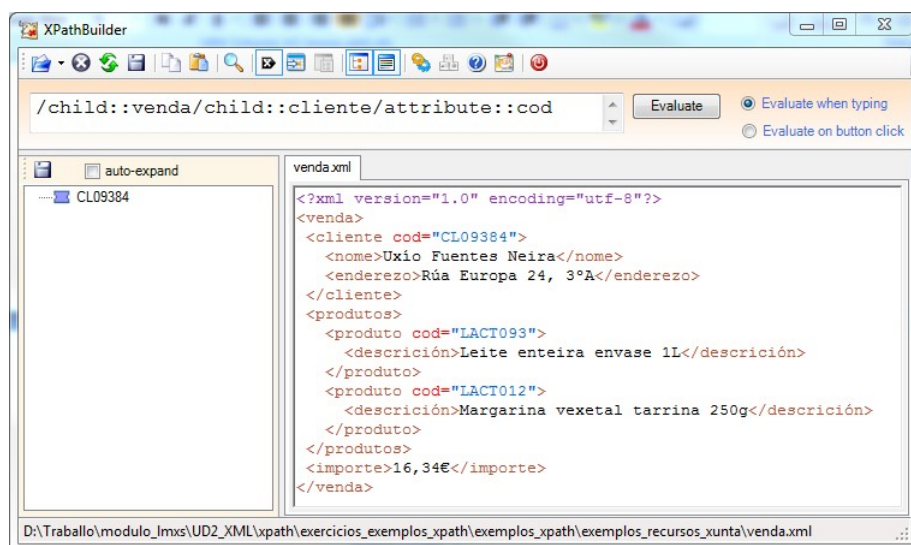 XPathBuilder
/child::venda/child::cliente/attribute::cod
Evaluate
Evaluate when typing
Evaluate on button click
auto-expand
CL09384
venda.xml
<?xml version="1.0" encoding="utf-8"?>
<venda>
<cliente cod="CL09384">
<nome>Uxío Fuentes Neira</nome>
<enderezo>Rúa Europa 24, 3ºA</enderezo>
</cliente>
<produtos>
<produto cod="LACT093">
<descrición>Leite enteira envase 1L</descrición>
</produto>
<produto cod="LACT012">
<descrición>Margarina vexetal tarrina 250g</descrición>
</produto>
</produtos>
<importe>16,34€</importe>
</venda>
D:\Traballo\modulo_lmxs\UD2_XML\xpath\exercicios_exemplos_xpath\exemplos_xpath\exemplos_recursos_xunta\venda.xml